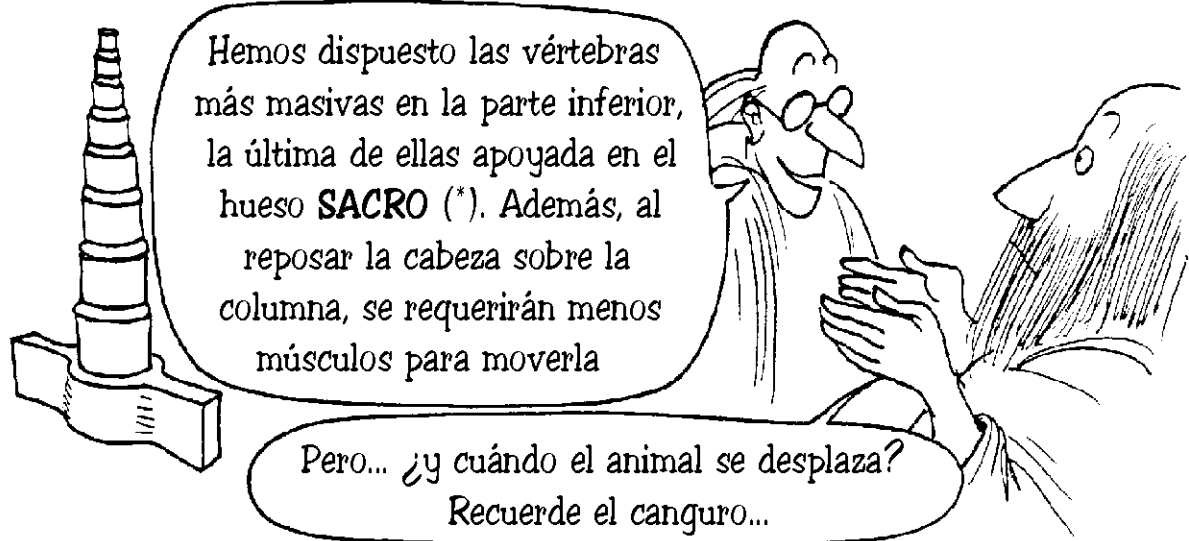 Hemos dispuesto las vértebras
más masivas en la parte inferior,
la última de ellas apoyada en el
hueso SACRO (*). Además, al
reposar la cabeza sobre la
columna, se requerirán menos
músculos para moverla
Pero... ¿y cuándo el animal se desplaza?
Recuerde el canguro...